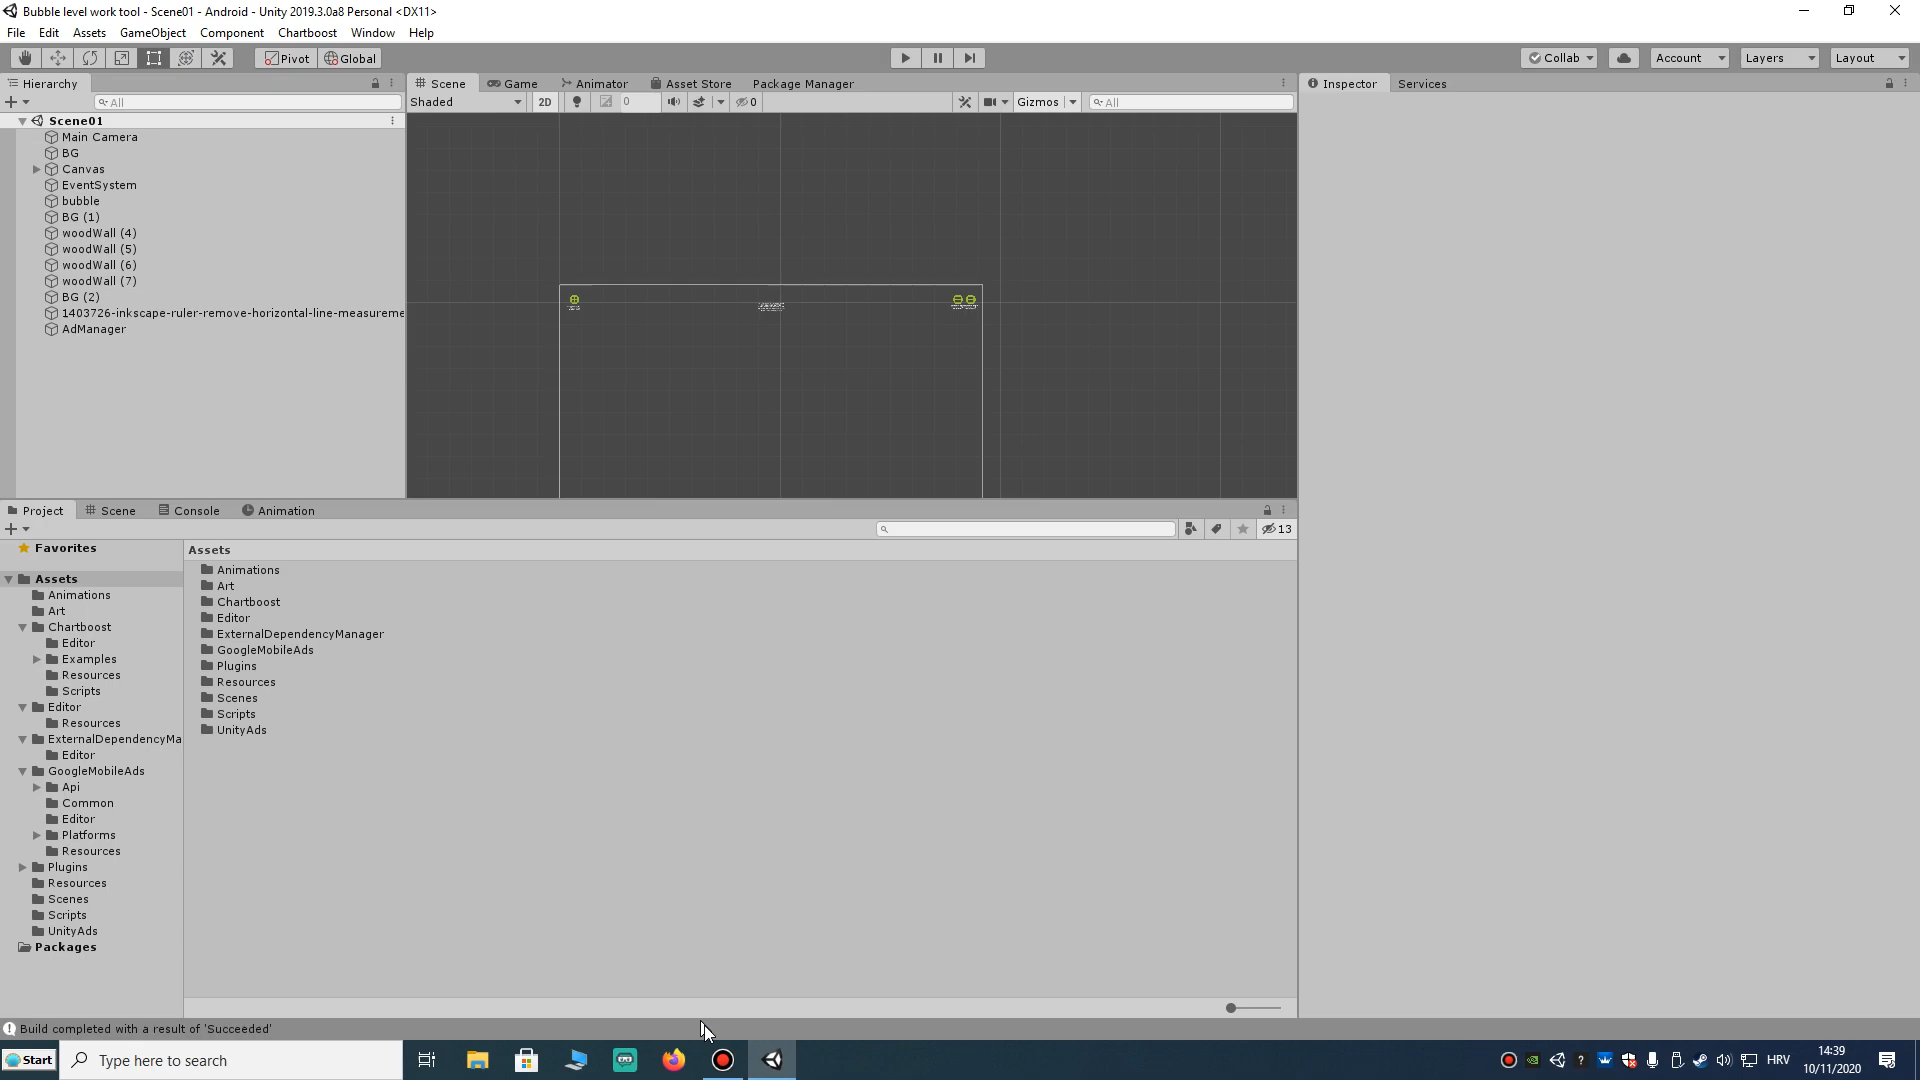 Bubble level work tool - Scene01 - Android - Unity 2019.3.0a8 Personal <DX11>
File Edit Assets GameObject Component Chartboost Window Help
Pivot Global Collab Account Layers Layout
Hierarchy
All
Scene01
Main Camera
BG
Canvas
EventSystem
bubble
BG (1)
woodWall (4)
woodWall (5)
woodWall (6)
woodWall (7)
BG (2)
1403726-inkscape-ruler-remove-horizontal-line-measureme
AdManager
Scene Game Animator Asset Store Package Manager
Shaded 2D 0 0 Gizmos All
Inspector Services
Project Scene Console Animation
13
Favorites
Assets
Animations
Art
Chartboost
Editor
Examples
Resources
Scripts
Editor
Resources
ExternalDependencyMa
Editor
GoogleMobileAds
Api
Common
Editor
Platforms
Resources
Plugins
Resources
Scenes
Scripts
UnityAds
Packages
Assets
Animations
Art
Chartboost
Editor
ExternalDependencyManager
GoogleMobileAds
Plugins
Resources
Scenes
Scripts
UnityAds
Build completed with a result of 'Succeeded'
Start
Type here to search
HRV
14:39
10/11/2020